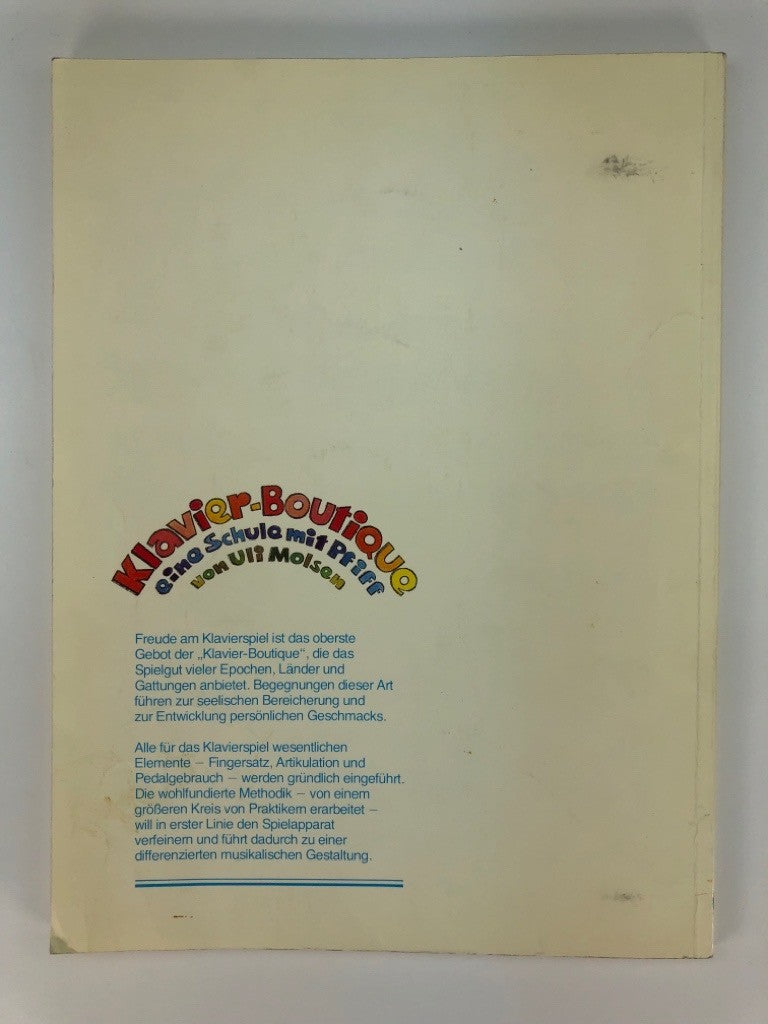 Klavier-Boutique
eine Schule mit Pfiff
von Uli Molsen
Freude am Klavierspiel ist das oberste
Gebot der „Klavier-Boutique“, die das
Spielgut vieler Epochen, Länder und
Gattungen anbietet. Begegnungen dieser Art
führen zur seelischen Bereicherung und
zur Entwicklung persönlichen Geschmacks.
Alle für das Klavierspiel wesentlichen
Elemente – Fingersatz, Artikulation und
Pedalgebrauch – werden gründlich eingeführt.
Die wohlfundierte Methodik – von einem
größeren Kreis von Praktikern erarbeitet –
will in erster Linie den Spielapparat
verfeinern und führt dadurch zu einer
differenzierten musikalischen Gestaltung.